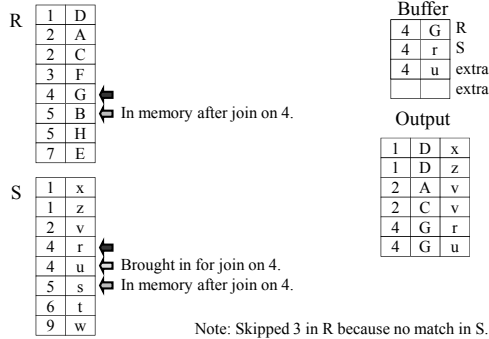 R
1 D
2 A
2 C
3 F
4 G
5 B In memory after join on 4.
5 H
7 E
S
1 x
1 z
2 v
4 r
4 u Brought in for join on 4.
5 s In memory after join on 4.
6 t
9 w
Buffer
4 G R
4 r S
4 u extra
extra
Output
1 D x
1 D z
2 A v
2 C v
4 G r
4 G u
Note: Skipped 3 in R because no match in S.